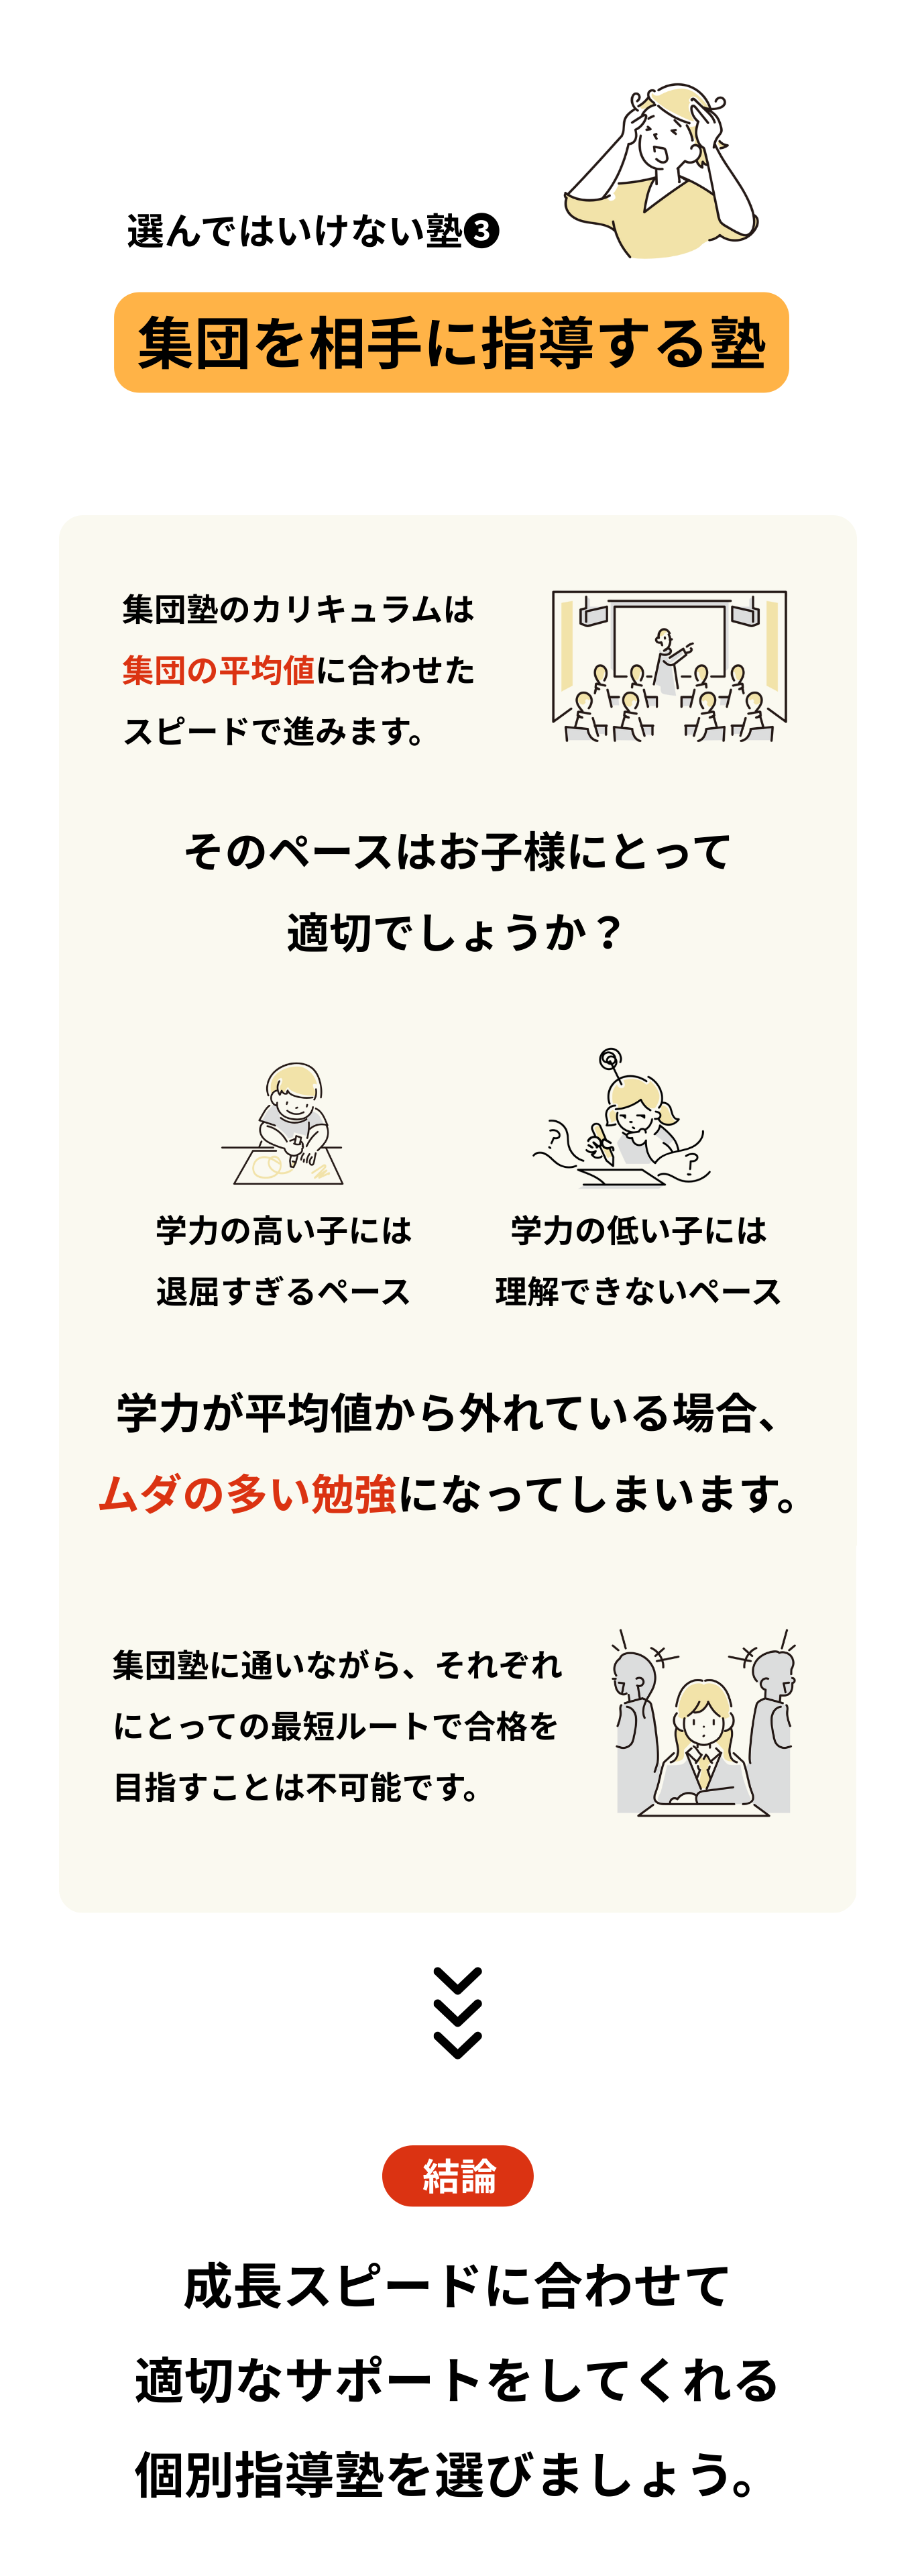 選んではいけない塾❸
集団を相手に指導する塾
集団塾のカリキュラムは
集団の平均値に合わせた
スピードで進みます。
そのペースはお子様にとって
適切でしょうか？
?
?
学力の高い子には
退屈すぎるペース
学力の低い子には
理解できないペース
学力が平均値から外れている場合、
ムダの多い勉強になってしまいます。
集団塾に通いながら、それぞれ
にとっての最短ルートで合格を
目指すことは不可能です。
結論
成長スピードに合わせて
適切なサポートをしてくれる
個別指導塾を選びましょう。